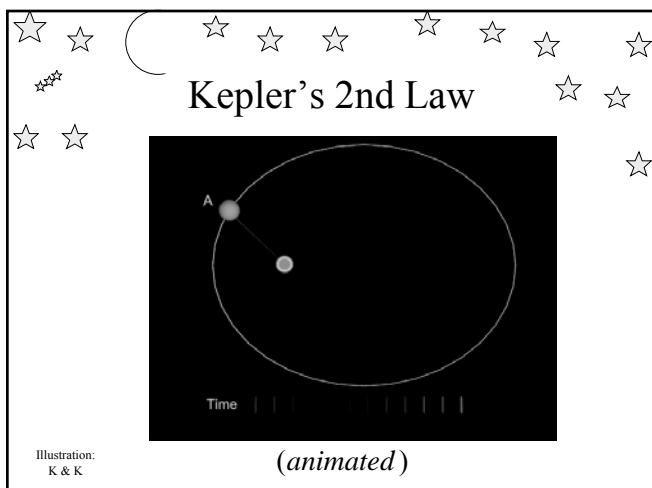 Kepler’s 2nd Law
A
Time
Illustration:
K & K
(animated)